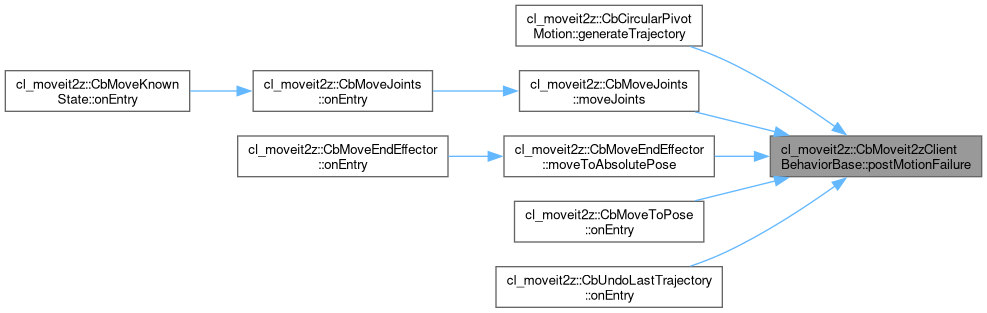 cl_moveit2z::CbCircularPivot
Motion::generateTrajectory
cl_moveit2z::CbMoveKnown
State::onEntry
cl_moveit2z::CbMoveJoints
::onEntry
cl_moveit2z::CbMoveJoints
::moveJoints
cl_moveit2z::CbMoveEndEffector
::onEntry
cl_moveit2z::CbMoveEndEffector
::moveToAbsolutePose
cl_moveit2z::CbMoveit2zClient
BehaviorBase::postMotionFailure
cl_moveit2z::CbMoveToPose
::onEntry
cl_moveit2z::CbUndoLastTrajectory
::onEntry